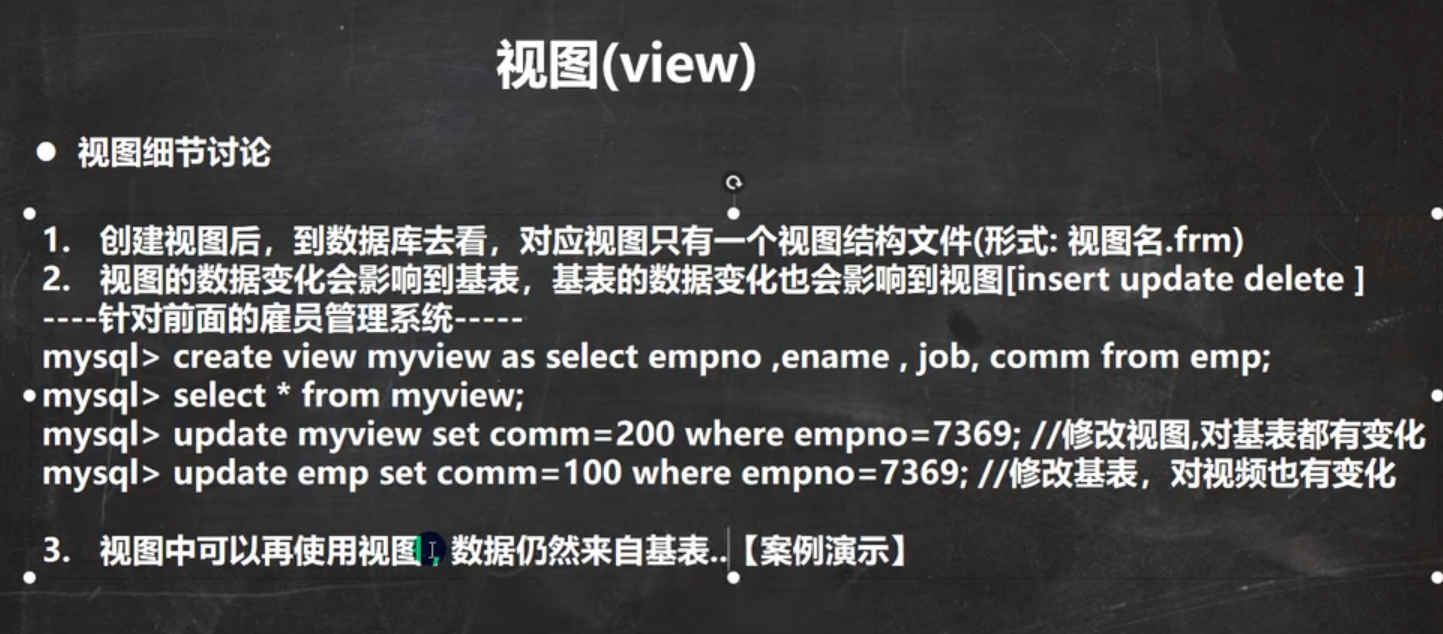 视图(view)
● 视图细节讨论
1. 创建视图后，到数据库去看，对应视图只有一个视图结构文件(形式: 视图名.frm)
2. 视图的数据变化会影响到基表，基表的数据变化也会影响到视图[insert update delete ]
----针对前面的雇员管理系统-----
mysql> create view myview as select empno ,ename , job, comm from emp;
mysql> select * from myview;
mysql> update myview set comm=200 where empno=7369; //修改视图,对基表都有变化
mysql> update emp set comm=100 where empno=7369; //修改基表，对视频也有变化
3. 视图中可以再使用视图，数据仍然来自基表..【案例演示】